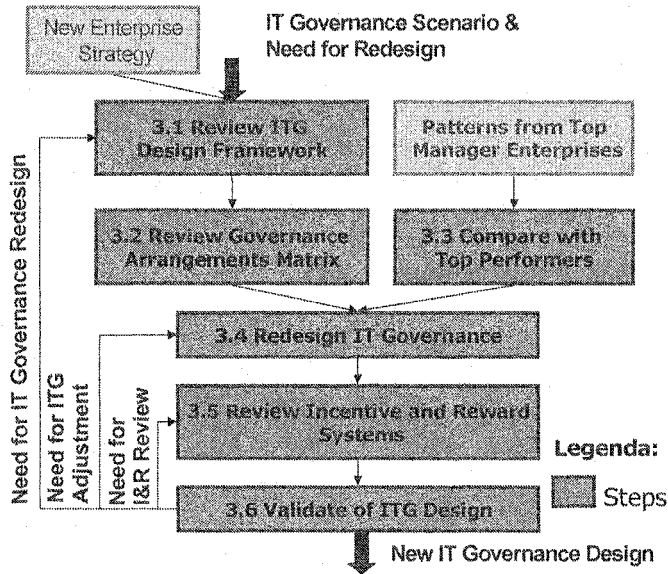 New Enterprise
Strategy
IT Governance Scenario &
Need for Redesign
3.1 Review ITG
Design Framework
Patterns from Top
Manager Enterprises
3.2 Review Governance
Arrangements Matrix
3.3 Compare with
Top Performers
3.4 Redesign IT Governance
3.5 Review Incentive and Reward
Systems
3.6 Validate of ITG Design
Need for IT Governance Redesign
Need for ITG
Adjustment
Need for
I&R Review
Legenda:
Steps
New IT Governance Design